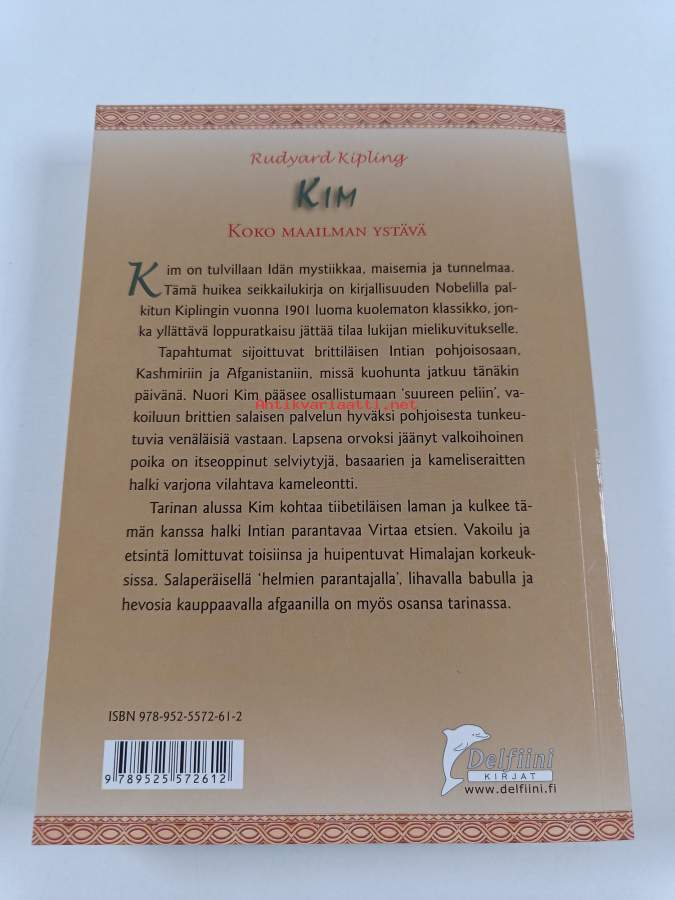 Rudyard Kipling
KIM
KOKO MAAILMAN YSTÄVÄ
Kim on tulvillaan Idän mystiikkaa, maisemia ja tunnelmaa.
Tämä huikea seikkailukirja on kirjallisuuden Nobelilla pal-
kitun Kiplingin vuonna 1901 luoma kuolematon klassikko, jon-
ka yllättävä loppuratkaisu jättää tilaa lukijan mielikuvitukselle.
Tapahtumat sijoittuvat brittiläisen Intian pohjoisosaan,
Kashmiriin ja Afganistaniin, missä kuohunta jatkuu tänäkin
päivänä. Nuori Kim pääsee osallistumaan 'suureen peliin', va-
Antikvariaatti.net
koiluun brittien salaisen palvelun hyväksi pohjoisesta tunkeu-
tuvia venäläisiä vastaan. Lapsena orvoksi jäänyt valkoihoinen
poika on itseoppinut selviytyjä, basaarien ja kameliseraitten
halki varjona vilahtava kameleontti.
Tarinan alussa Kim kohtaa tiibetiläisen laman ja kulkee tä-
män kanssa halki Intian parantavaa Virtaa etsien. Vakoilu ja
etsintä lomittuvat toisiinsa ja huipentuvat Himalajan korkeuk-
sissa. Salaperäisellä 'helmien parantajalla', lihavalla babulla ja
hevosia kauppaavalla afgaanilla on myös osansa tarinassa.
ISBN 978-952-5572-61-2
9 789525 572612
Delfiini
KIRJAT
www.delfiini.fi